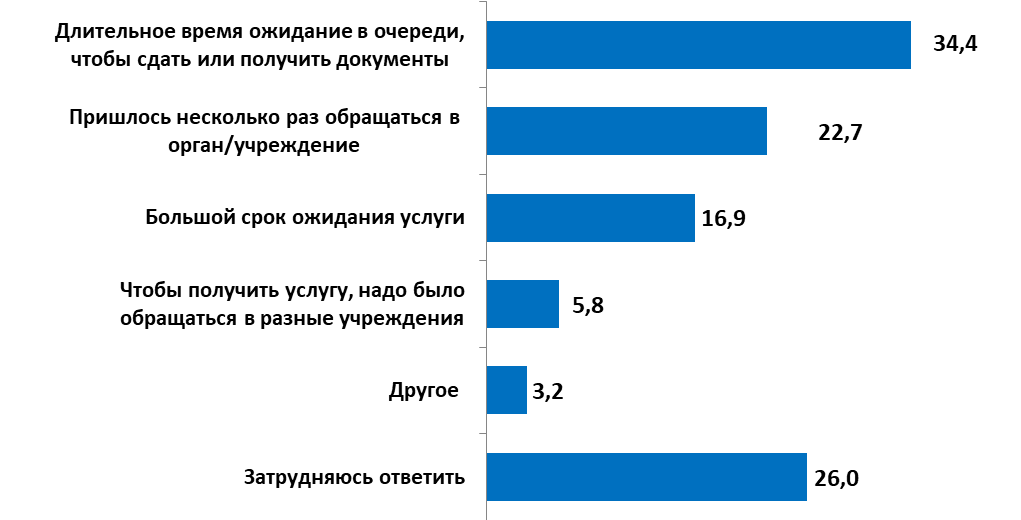 Длительное время ожидание в очереди,
чтобы сдать или получить документы
34,4
Пришлось несколько раз обращаться в
орган/учреждение
22,7
Большой срок ожидания услуги
16,9
Чтобы получить услугу, надо было
обращаться в разные учреждения
5,8
Другое
3,2
Затрудняюсь ответить
26,0